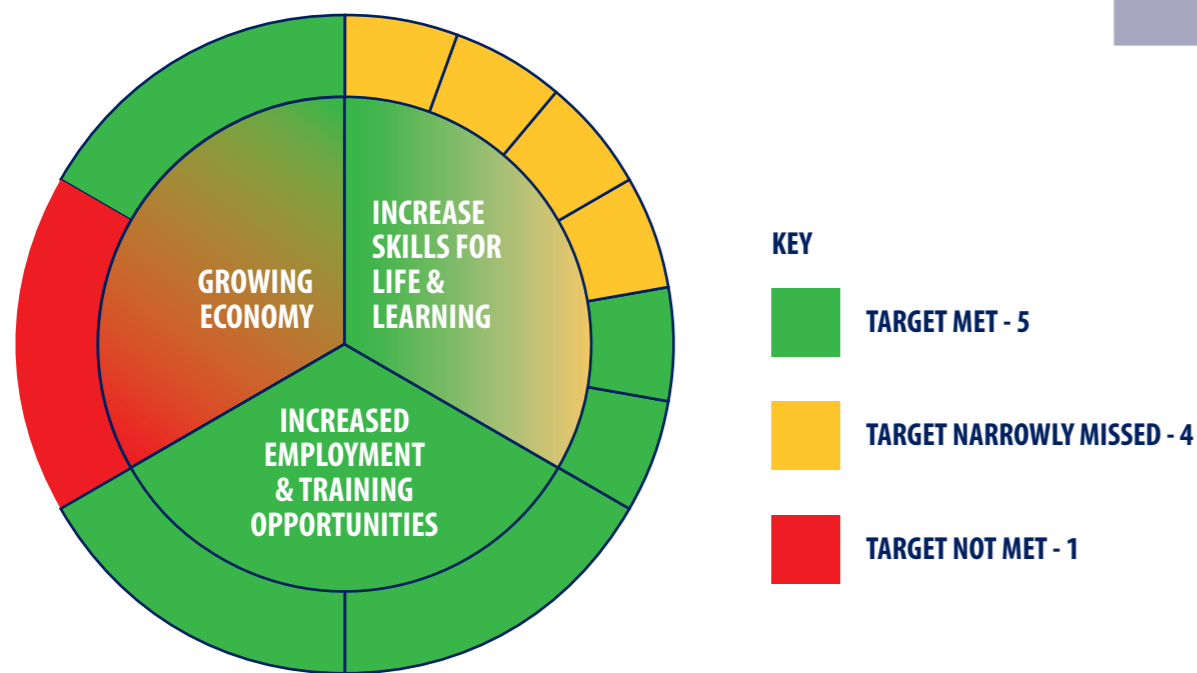 GROWING
ECONOMY
INCREASE
SKILLS FOR
LIFE &
LEARNING
INCREASED
EMPLOYMENT
& TRAINING
OPPORTUNITIES
KEY
TARGET MET - 5
TARGET NARROWLY MISSED - 4
TARGET NOT MET - 1